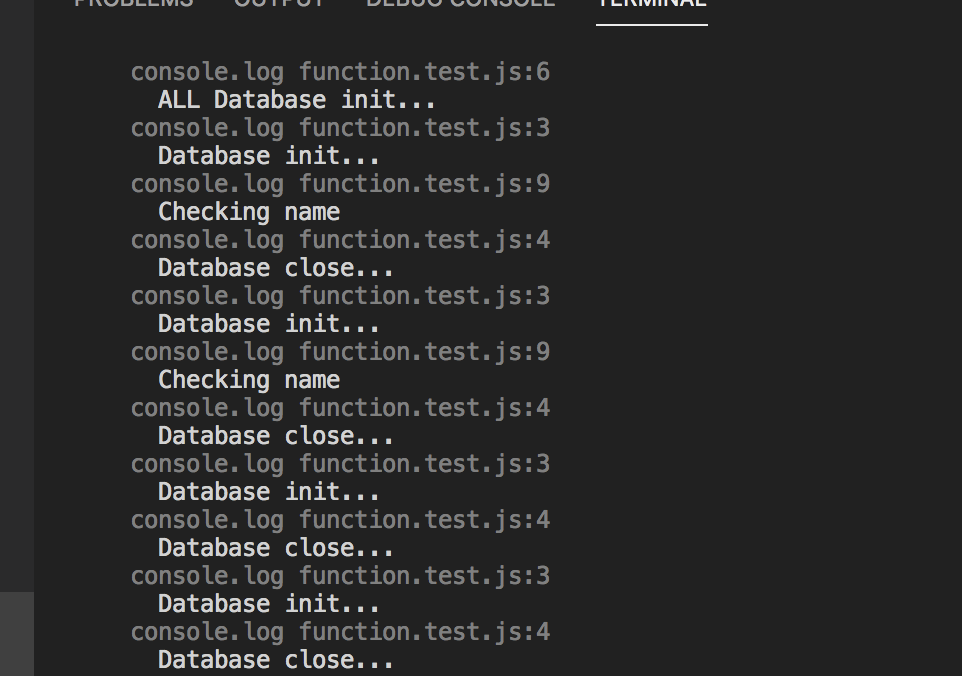 PROBLEMS OUTPUT DEBUG CONSOLE TERMINAL
console.log function.test.js:6
ALL Database init...
console.log function.test.js:3
Database init...
console.log function.test.js:9
Checking name
console.log function.test.js:4
Database close...
console.log function.test.js:3
Database init...
console.log function.test.js:9
Checking name
console.log function.test.js:4
Database close...
console.log function.test.js:3
Database init...
console.log function.test.js:4
Database close...
console.log function.test.js:3
Database init...
console.log function.test.js:4
Database close...